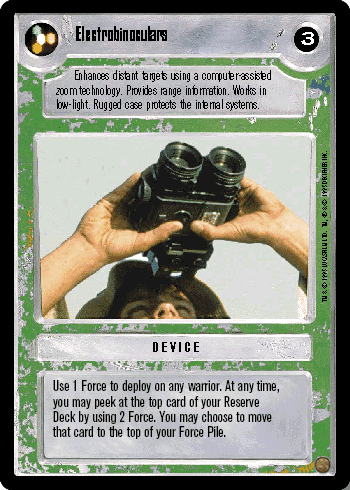 Electrobinoculars
3
Enhances distant targets using a computer-assisted
zoom technology. Provides range information. Works in
low-light. Rugged case protects the internal systems.
DEVICE
Use 1 Force to deploy on any warrior. At any time,
you may peek at the top card of your Reserve
Deck by using 2 Force. You may choose to move
that card to the top of your Force Pile.